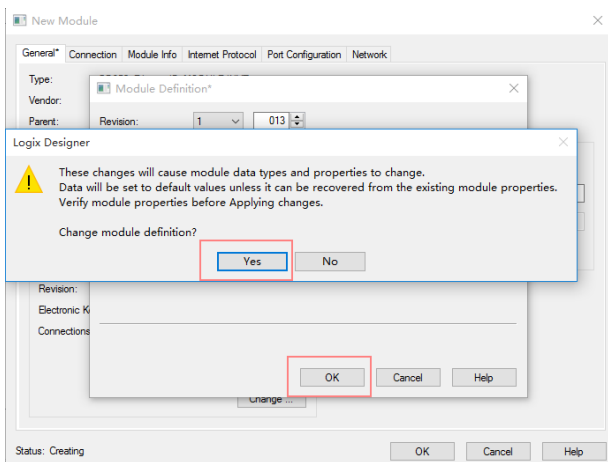 New Module
General* Connection Module Info Internet Protocol Port Configuration Network
Type:
Module Definition*
Vendor:
Parent:
Revision: 1 013
Logix Designer
These changes will cause module data types and properties to change.
Data will be set to default values unless it can be recovered from the existing module properties.
Verify module properties before Applying changes.
Change module definition?
Yes No
Revision:
Electronic K
Connections
OK Cancel Help
Change ...
Status: Creating
OK Cancel Help